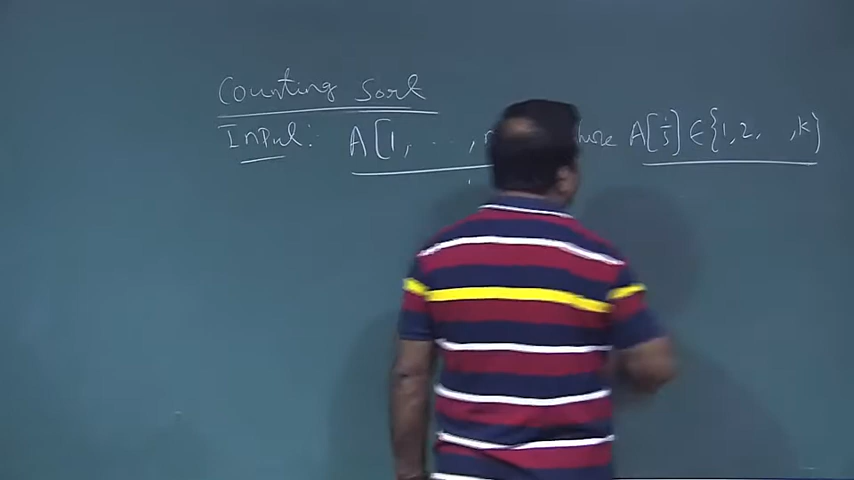 Counting Sort
Input: A[1, ..., where A[j] ∈ {1, 2, , k}